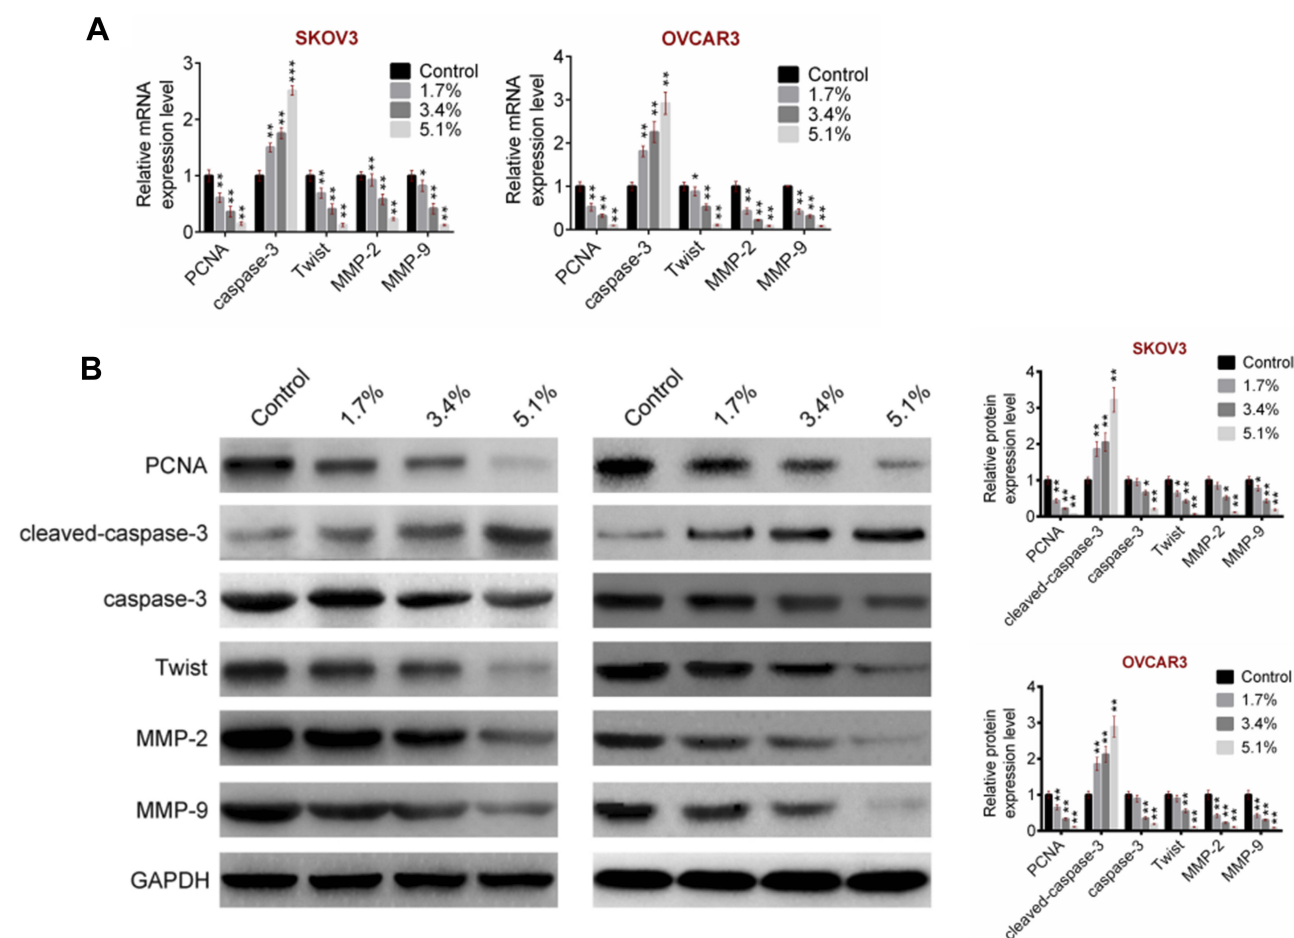 A
SKOV3
Relative mRNA
expression level
3
2
1
0
Control
1.7%
3.4%
5.1%
** ** **
** ** ***
** ** **
** ** **
* ** **
PCNA
caspase-3
Twist
MMP-2
MMP-9
OVCAR3
Relative mRNA
expression level
4
3
2
1
0
Control
1.7%
3.4%
5.1%
** ** **
** ** **
* ** **
** ** **
** ** **
PCNA
caspase-3
Twist
MMP-2
MMP-9
B
Control 1.7% 3.4% 5.1%
Control 1.7% 3.4% 5.1%
PCNA
cleaved-caspase-3
caspase-3
Twist
MMP-2
MMP-9
GAPDH
SKOV3
Relative protein
expression level
4
3
2
1
0
Control
1.7%
3.4%
5.1%
** ** **
** ** **
* **
* ** **
* **
* ** **
PCNA
cleaved-caspase-3
caspase-3
Twist
MMP-2
MMP-9
OVCAR3
Relative protein
expression level
4
3
2
1
0
Control
1.7%
3.4%
5.1%
** ** **
** ** **
** **
** **
** ** **
** ** **
PCNA
cleaved-caspase-3
caspase-3
Twist
MMP-2
MMP-9